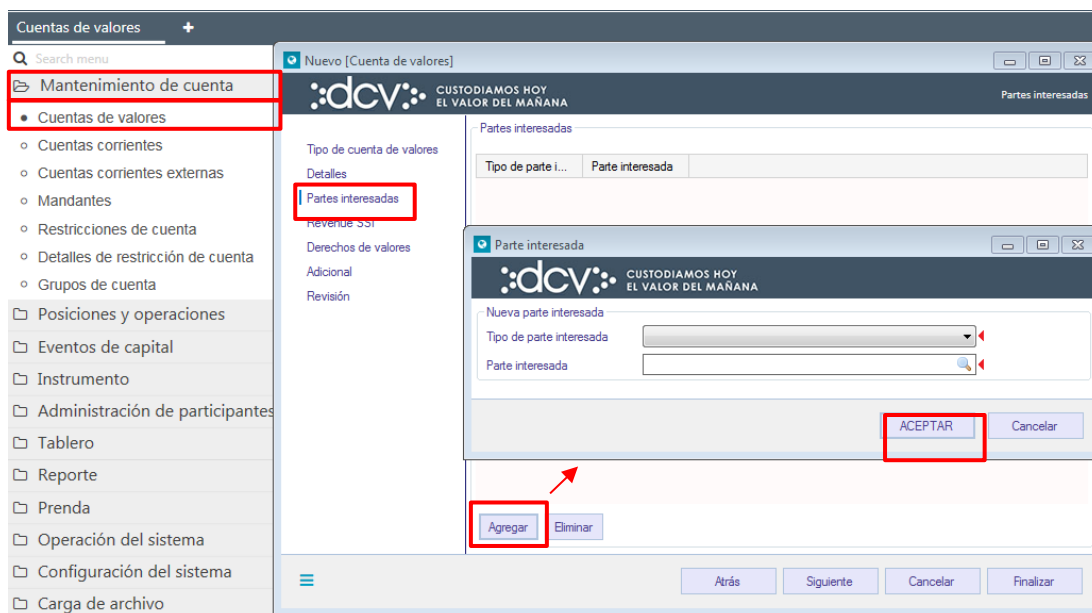 Cuentas de valores +
Search menu
Mantenimiento de cuenta
Cuentas de valores
Cuentas corrientes
Cuentas corrientes externas
Mandantes
Restricciones de cuenta
Detalles de restricción de cuenta
Grupos de cuenta
Posiciones y operaciones
Eventos de capital
Instrumento
Administración de participantes
Tablero
Reporte
Prenda
Operación del sistema
Configuración del sistema
Carga de archivo
Nuevo [Cuenta de valores]
dcv CUSTODIAMOS HOY
EL VALOR DEL MAÑANA
Partes interesadas
Tipo de cuenta de valores
Detalles
Partes interesadas
Revenue SSI
Derechos de valores
Adicional
Revisión
Partes interesadas
Tipo de parte i... Parte interesada
Parte interesada
dcv CUSTODIAMOS HOY
EL VALOR DEL MAÑANA
Nueva parte interesada
Tipo de parte interesada
Parte interesada
ACEPTAR Cancelar
Agregar Eliminar
Atrás Siguiente Cancelar Finalizar